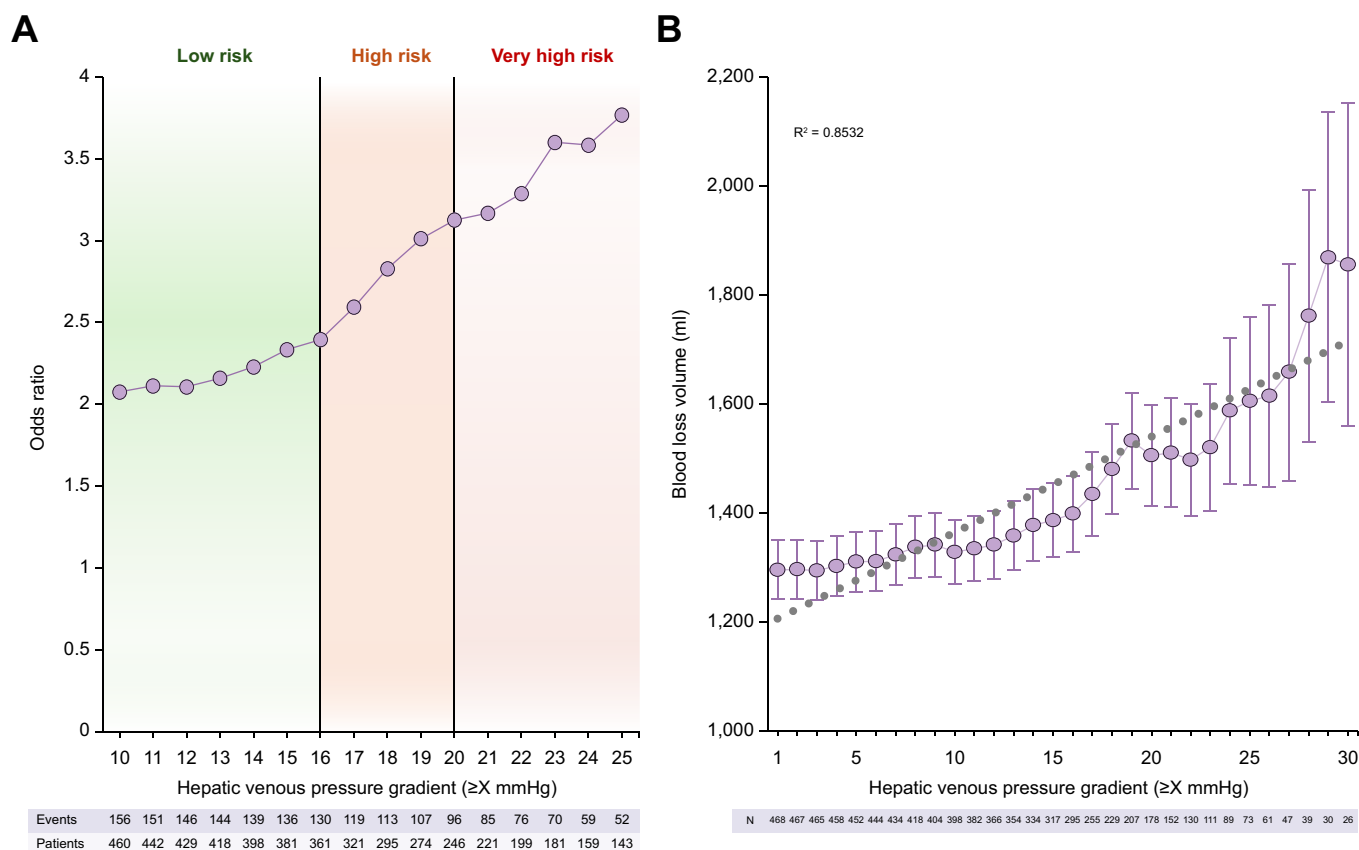 A
Low risk
High risk
Very high risk
4
3.5
3
2.5
2
1.5
1
0.5
0
Odds ratio
10 11 12 13 14 15 16 17 18 19 20 21 22 23 24 25
Hepatic venous pressure gradient (≥X mmHg)
Events 156 151 146 144 139 136 130 119 113 107 96 85 76 70 59 52
Patients 460 442 429 418 398 381 361 321 295 274 246 221 199 181 159 143
B
R² = 0.8532
2,200
2,000
1,800
1,600
1,400
1,200
1,000
Blood loss volume (ml)
1 5 10 15 20 25 30
Hepatic venous pressure gradient (≥X mmHg)
N 468 467 465 458 452 444 434 418 404 398 382 366 354 334 317 295 255 229 207 178 152 130 111 89 73 61 47 39 30 26